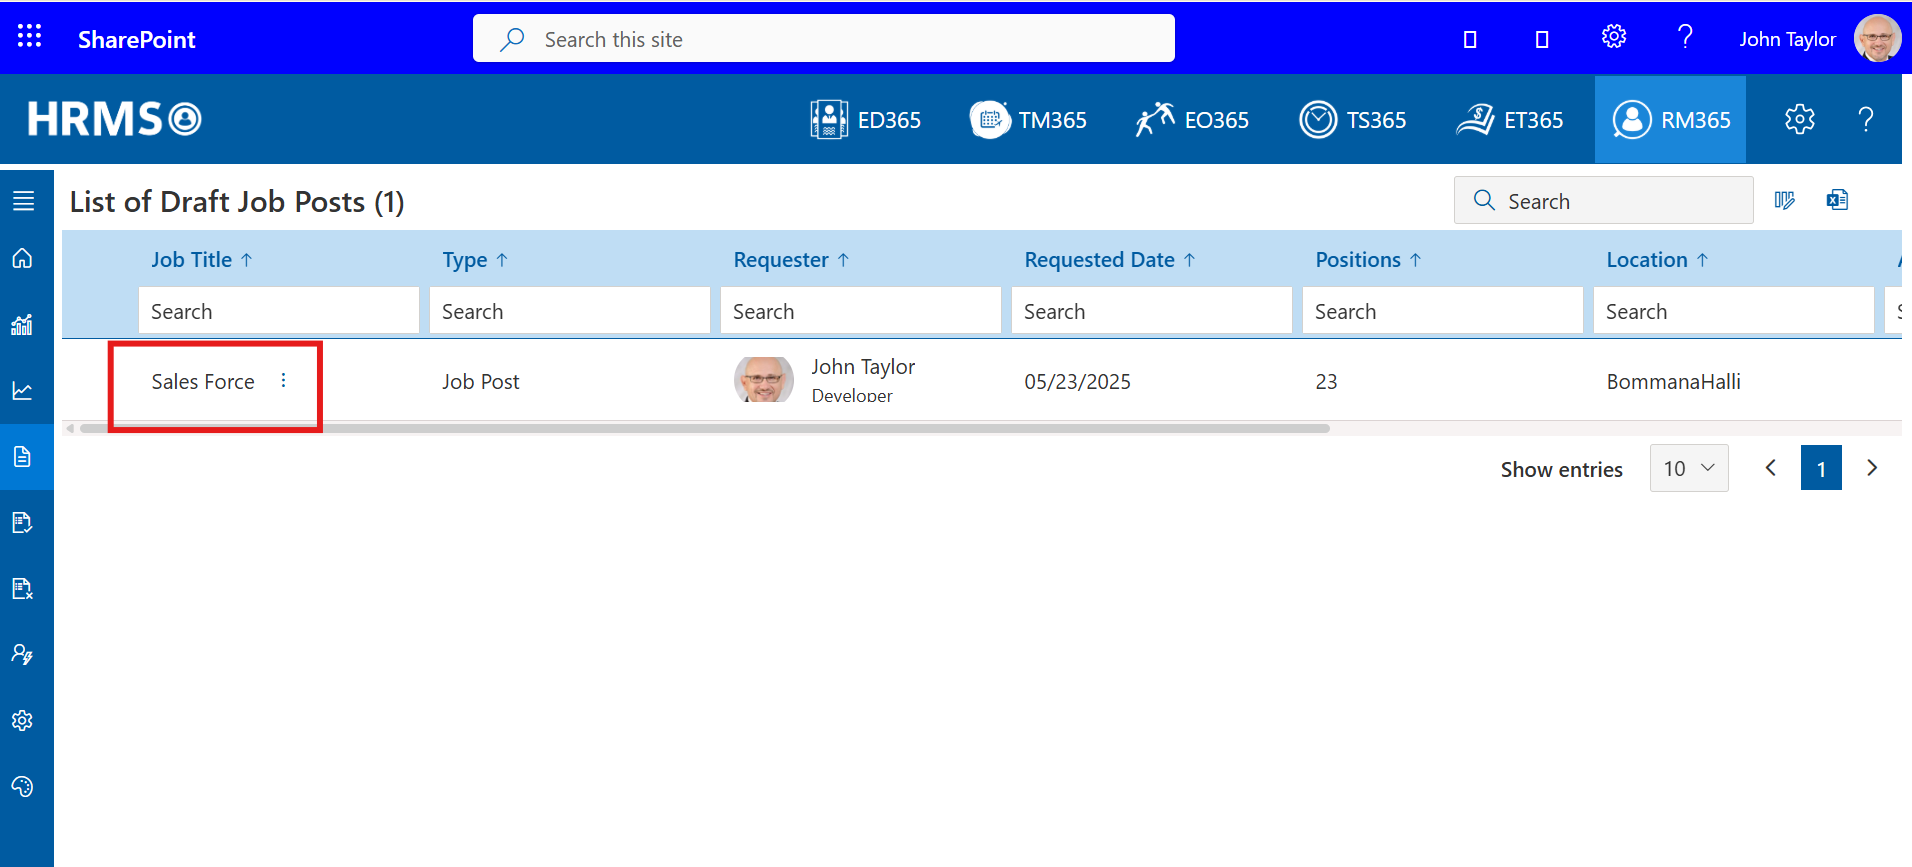 SharePoint
Search this site
?
John Taylor
HRMS
ED365
TM365
EO365
TS365
ET365
RM365
?
List of Draft Job Posts (1)
Search
Job Title ↑ Type ↑ Requester ↑ Requested Date ↑ Positions ↑ Location ↑
Search Search Search Search Search Search
Sales Force Job Post John Taylor 05/23/2025 23 BommanaHalli
Developer
Show entries 10 1